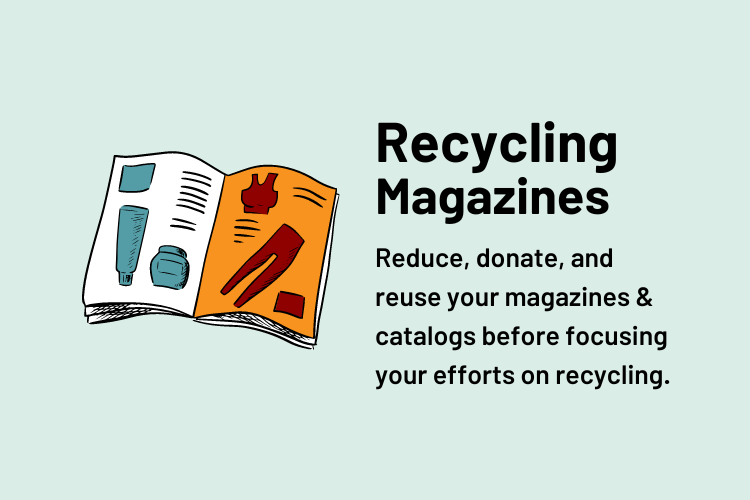 Recycling
Magazines
Reduce, donate, and
reuse your magazines &
catalogs before focusing
your efforts on recycling.